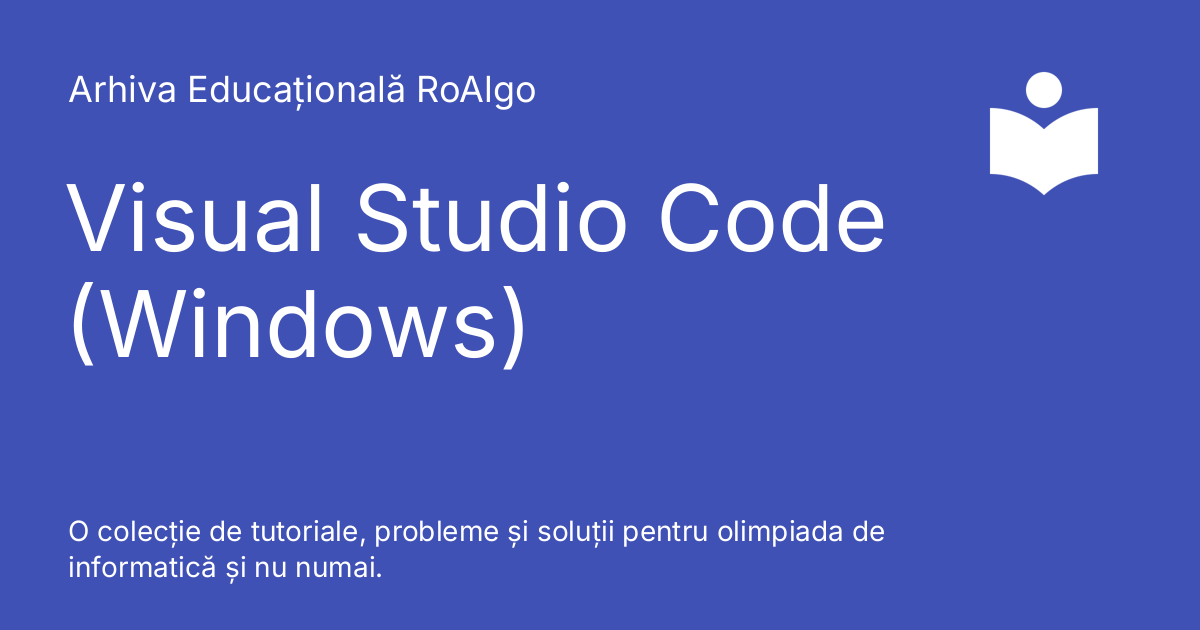 Arhiva Educațională RoAlgo
Visual Studio Code
(Windows)
O colecție de tutoriale, probleme și soluții pentru olimpiada de
informatică și nu numai.